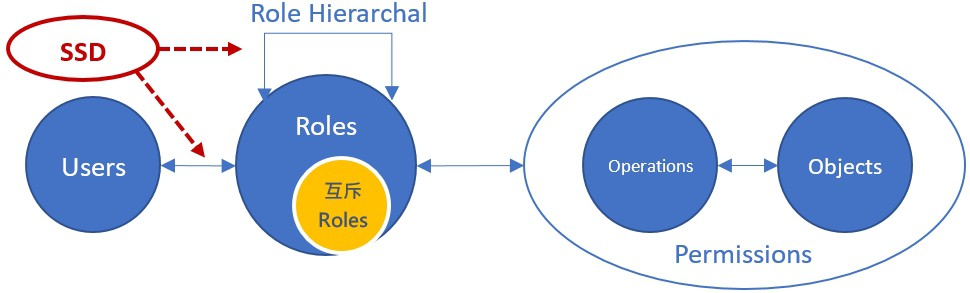 Role Hierarchal
SSD
Users
Roles
互斥
Roles
Operations
Objects
Permissions